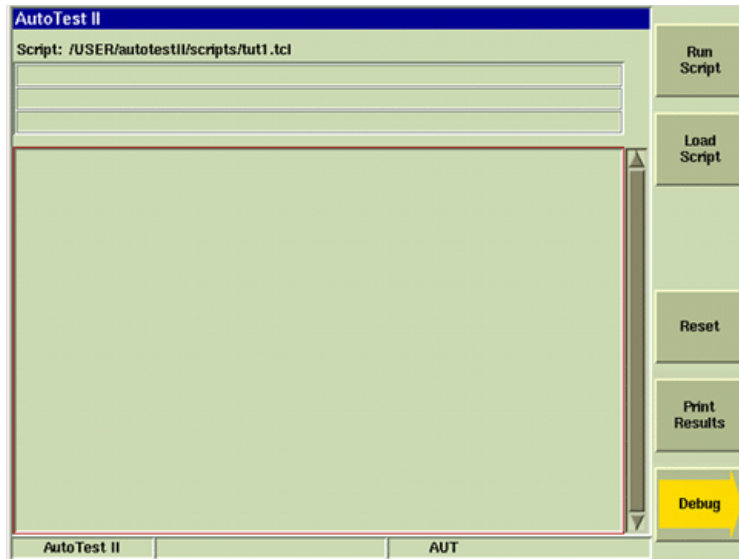 AutoTest II
Script: /USER/autotestII/scripts/tut1.tcl
Run
Script
Load
Script
Reset
Print
Results
Debug
AutoTest II
AUT